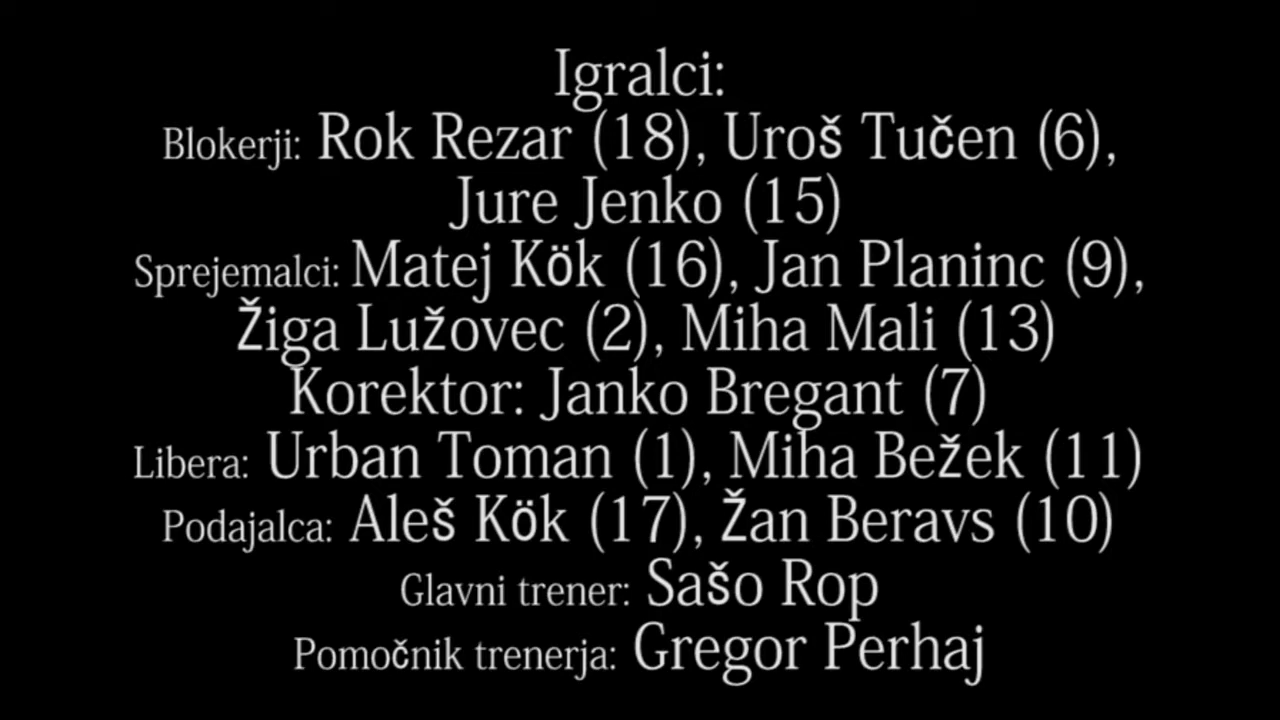 Igralci:
Blokerji: Rok Rezar (18), Uroš Tučen (6),
Jure Jenko (15)
Sprejemalci: Matej Kök (16), Jan Planinc (9),
Žiga Lužovec (2), Miha Mali (13)
Korektor: Janko Bregant (7)
Libera: Urban Toman (1), Miha Bežek (11)
Podajalca: Aleš Kök (17), Žan Beravs (10)
Glavni trener: Sašo Rop
Pomočnik trenerja: Gregor Perhaj